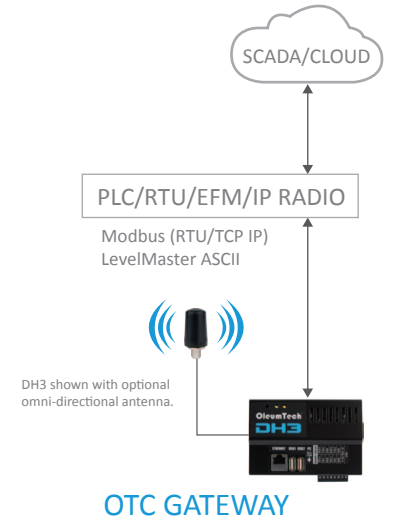 SCADA/CLOUD
PLC/RTU/EFM/IP RADIO
Modbus (RTU/TCP IP)
LevelMaster ASCII
DH3 shown with optional
omni-directional antenna.
OleumTech
DH3
ETHERNET
OTC GATEWAY